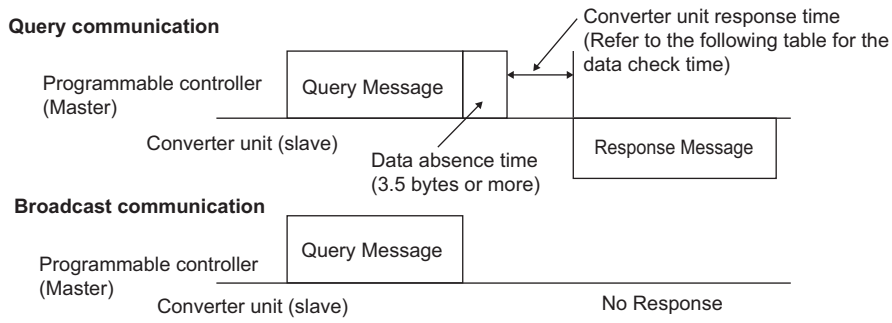 Query communication
Converter unit response time
(Refer to the following table for the
data check time)
Programmable controller
(Master)
Query Message
Converter unit (slave)
Data absence time
(3.5 bytes or more)
Response Message
Broadcast communication
Query Message
Programmable controller
(Master)
Converter unit (slave)
No Response